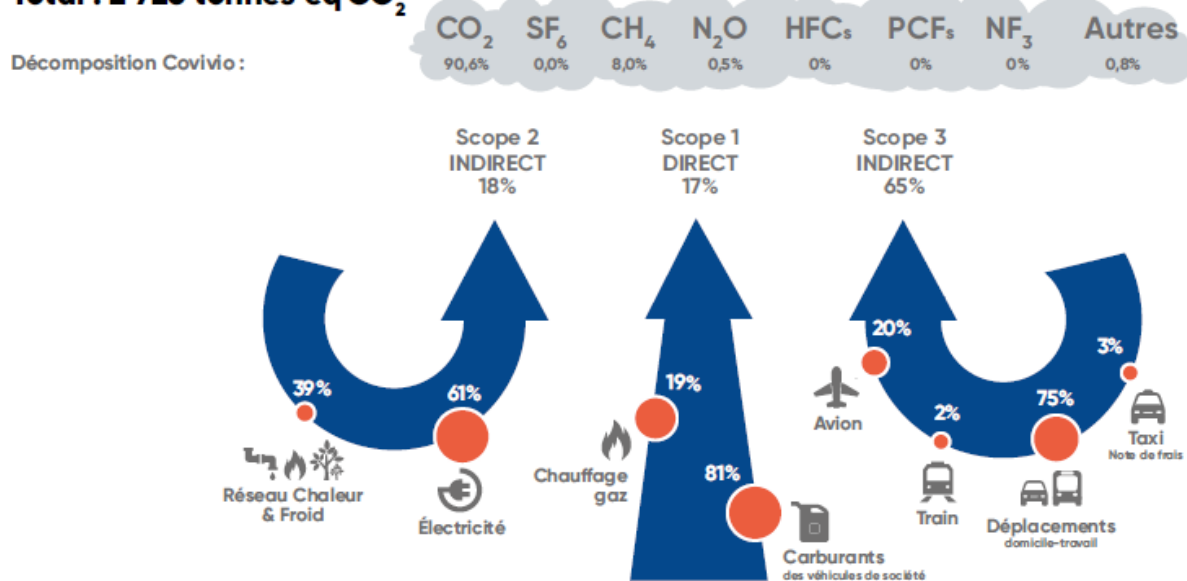 CO2 SF6 CH4 N2O HFCs PCFs NF3 Autres
Décomposition Covivio : 90,6% 0,0% 8,0% 0,5% 0% 0% 0% 0,8%
Scope 2
INDIRECT
18%
Scope 1
DIRECT
17%
Scope 3
INDIRECT
65%
39%
Réseau Chaleur
& Froid
61%
Électricité
19%
Chauffage
gaz
81%
Carburants
des véhicules de société
20%
Avion
2%
Train
75%
Déplacements
domicile-travail
3%
Taxi
Note de frais